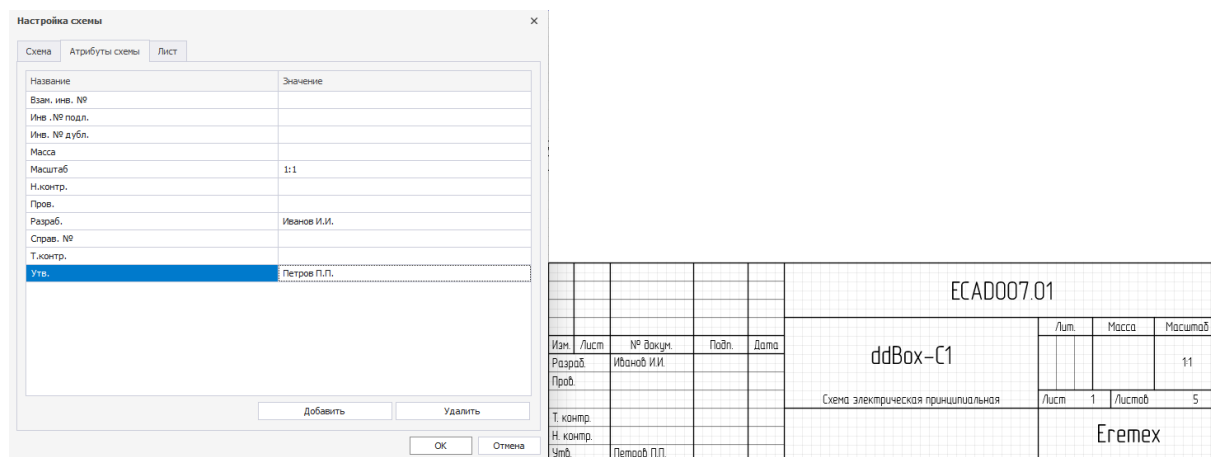 Настройка схемы
Схема Атрибуты схемы Лист
Название Значение
Взам. инв. №
Инв .№ подл.
Инв. № дубл.
Масса
Масштаб 1:1
Н.контр.
Пров.
Разраб. Иванов И.И.
Справ. №
Т.контр.
Утв. Петров П.П.
Добавить Удалить
ОК Отмена
ECAD007.01
Лит. Масса Масштаб
Изм. Лист № докум. Подп. Дата
ddBox-C1
Разраб. Иванов И.И. 1:1
Пров.
Схема электрическая принципиальная Лист 1 Листов 5
Т. контр.
Н. контр. Eremex
Утв. Петров П.П.